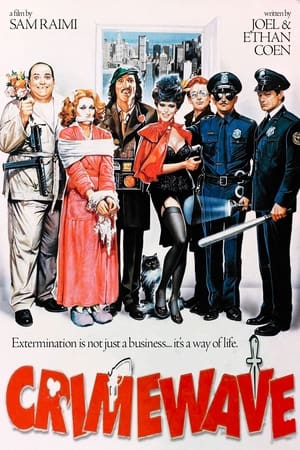 a film by
SAM RAIMI
written by
JOEL &
ETHAN
COEN
Extermination is not just a business... it's a way of life.
CRIMEWAVE